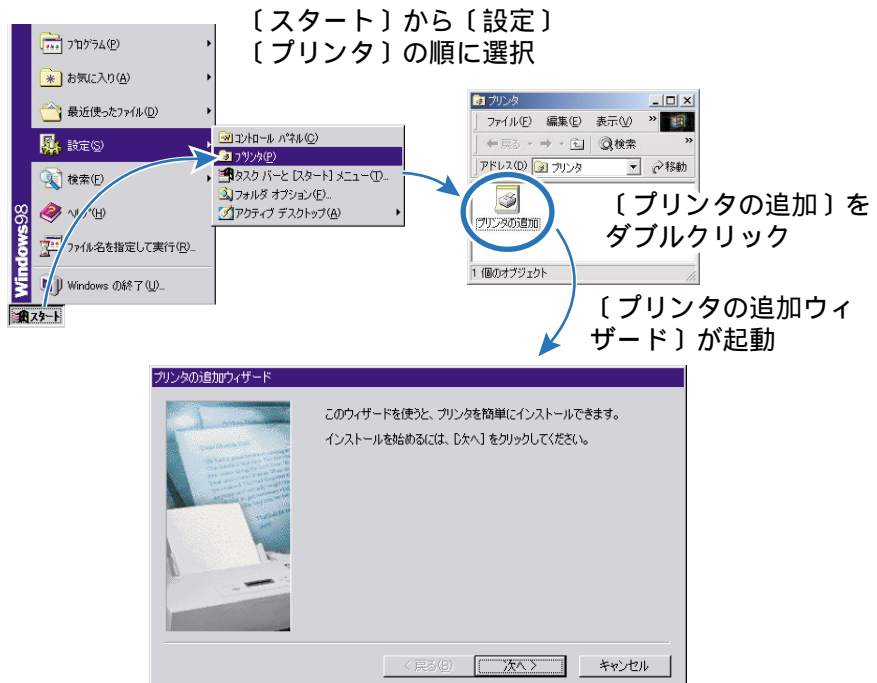 〔スタート〕から〔設定〕
〔プリンタ〕の順に選択
ﾌﾟﾛｸﾞﾗﾑ(P)
お気に入り(A)
最近使ったﾌｧｲﾙ(D)
設定(S)
検索(E)
ﾍﾙﾌﾟ(H)
ﾌｧｲﾙ名を指定して実行(R)...
Windows の終了(U)...
Windows98
スタート
ｺﾝﾄﾛｰﾙ ﾊﾟﾈﾙ(C)
ﾌﾟﾘﾝﾀ(P)
ﾀｽｸ ﾊﾞｰと [ｽﾀｰﾄ] ﾒﾆｭｰ(T)...
ﾌｫﾙﾀﾞ ｵﾌﾟｼｮﾝ(F)...
ｱｸﾃｨﾌﾞ ﾃﾞｽｸﾄｯﾌﾟ(A)
プリンタ
ファイル(F) 編集(E) 表示(V) »
戻る 検索 »
アドレス(D) プリンタ 移動
プリンタの追加
1 個のオブジェクト
〔プリンタの追加〕を
ダブルクリック
〔プリンタの追加ウィ
ザード〕が起動
プリンタの追加ウィザード
このウィザードを使うと、プリンタを簡単にインストールできます。
インストールを始めるには、[次へ] をクリックしてください。
< 戻る(B) 次へ > キャンセル